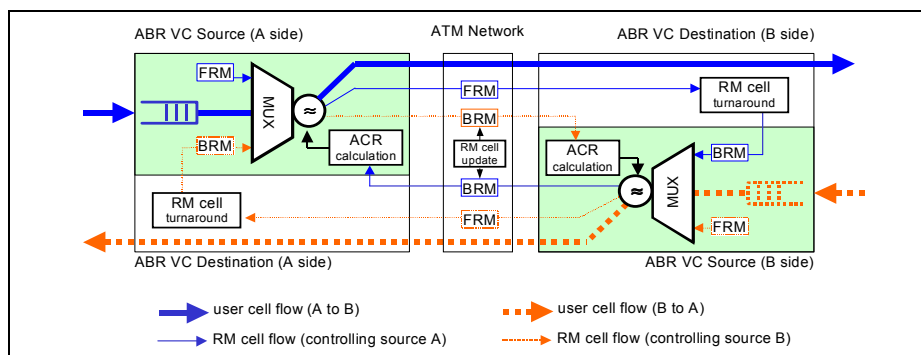 ABR VC Source (A side)
ATM Network
ABR VC Destination (B side)
FRM
MUX
≈
FRM
RM cell
turnaround
BRM
BRM
ACR
calculation
RM cell
update
ACR
calculation
BRM
RM cell
turnaround
BRM
≈
MUX
FRM
FRM
ABR VC Destination (A side)
ABR VC Source (B side)
user cell flow (A to B)
user cell flow (B to A)
RM cell flow (controlling source A)
RM cell flow (controlling source B)